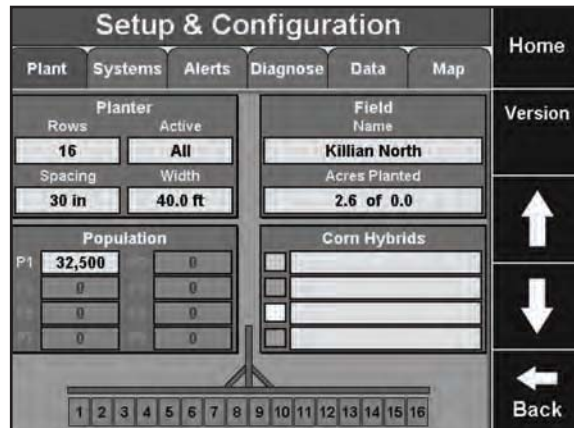 Setup & Configuration
Home
Plant Systems Alerts Diagnose Data Map
Version
Planter
Rows Active
16 All
Spacing Width
30 in 40.0 ft
Field
Name
Killian North
Acres Planted
2.6 of 0.0
Population
P1 32,500 0
0 0
0 0
0 0
Corn Hybrids
1 2 3 4 5 6 7 8 9 10 11 12 13 14 15 16
Back